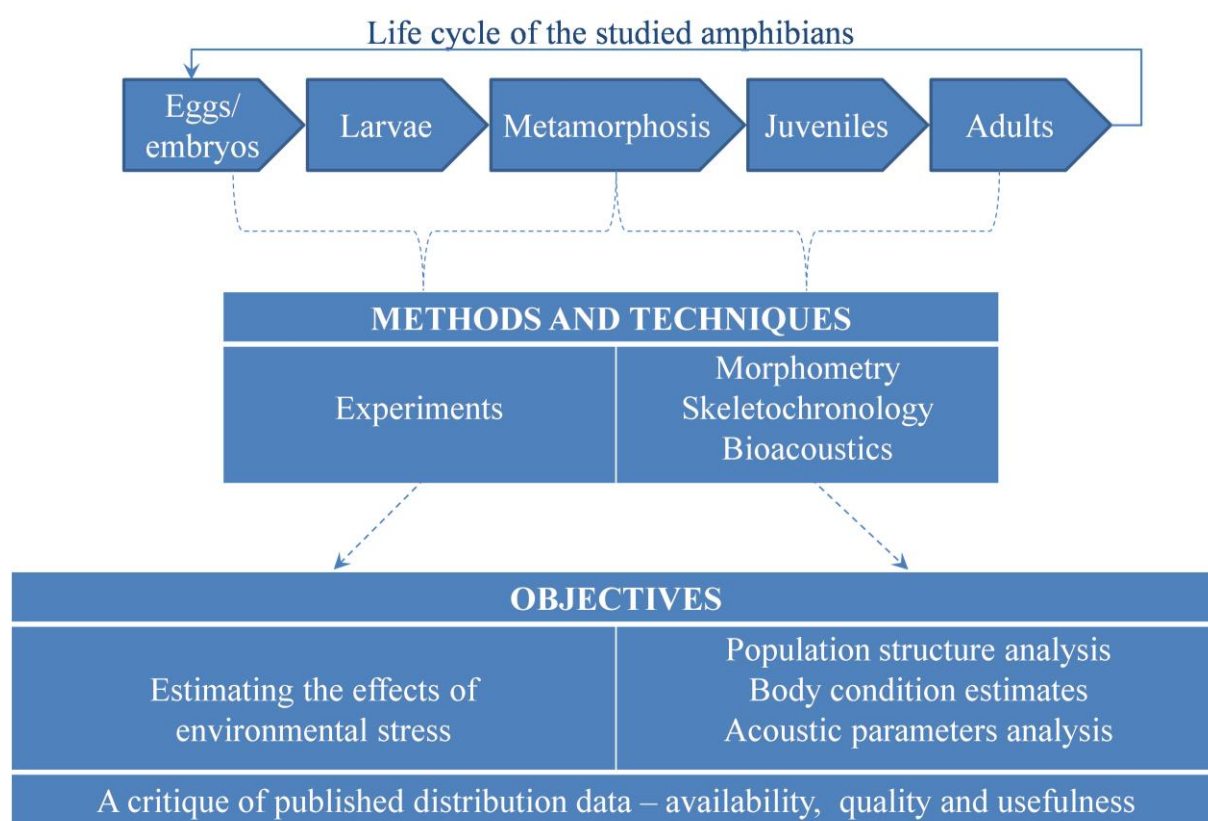 Life cycle of the studied amphibians
Eggs/
embryos
Larvae
Metamorphosis
Juveniles
Adults
METHODS AND TECHNIQUES
Experiments
Morphometry
Skeletochronology
Bioacoustics
OBJECTIVES
Estimating the effects of
environmental stress
Population structure analysis
Body condition estimates
Acoustic parameters analysis
A critique of published distribution data – availability, quality and usefulness